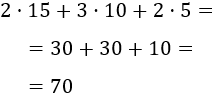 2 · 15 + 3 · 10 + 2 · 5 =
= 30 + 30 + 10 =
= 70